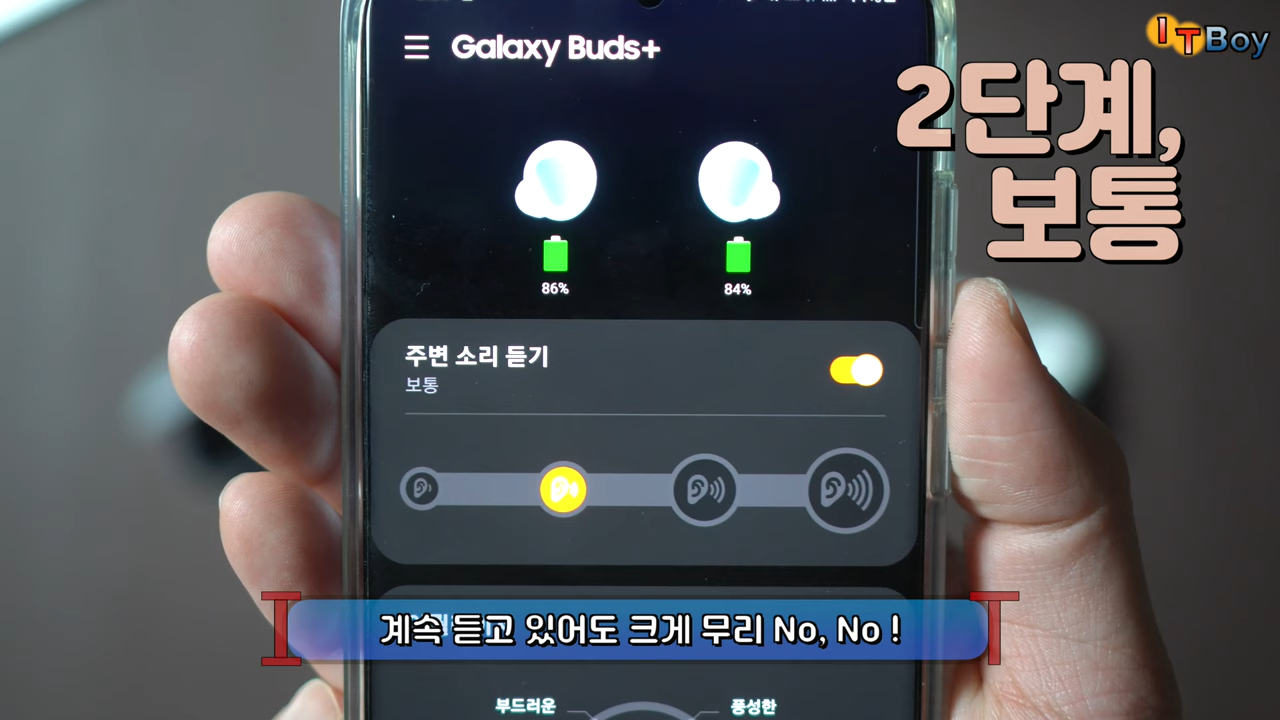 Galaxy Buds+
ITBoy
2단계,
보통
86%
84%
주변 소리 듣기
보통
계속 듣고 있어도 크게 무리 No, No !
부드러운
풍성한